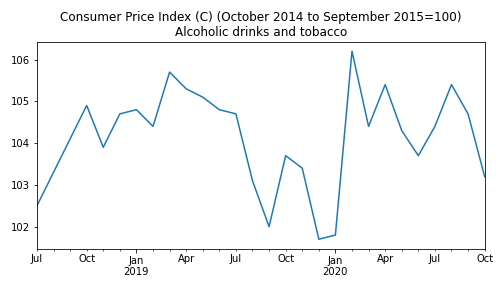 Consumer Price Index (C) (October 2014 to September 2015=100)
Alcoholic drinks and tobacco
106
105
104
103
102
Jul Oct Jan Apr Jul Oct Jan Apr Jul Oct
2019 2020